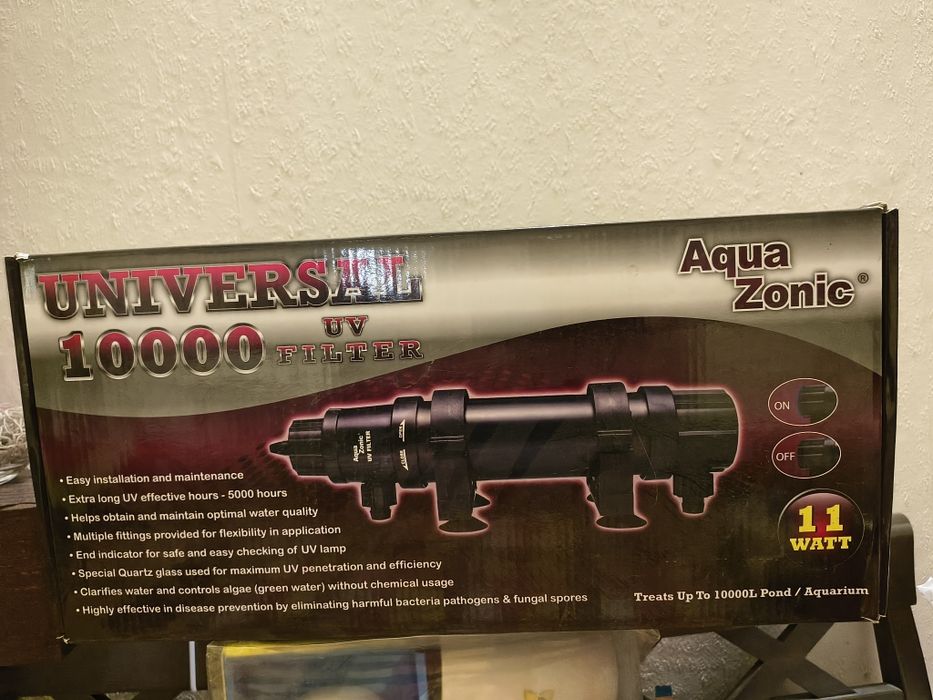 UNIVERSAL
10000 UV FILTER
Aqua
Zonic®
Aqua
Zonic®
UV FILTER
OPEN
CLOSE
ON
OFF
• Easy installation and maintenance
• Extra long UV effective hours - 5000 hours
• Helps obtain and maintain optimal water quality
• Multiple fittings provided for flexibility in application
• End indicator for safe and easy checking of UV lamp
• Special Quartz glass used for maximum UV penetration and efficiency
• Clarifies water and controls algae (green water) without chemical usage
• Highly effective in disease prevention by eliminating harmful bacteria pathogens & fungal spores
11
WATT
Treats Up To 10000L Pond / Aquarium